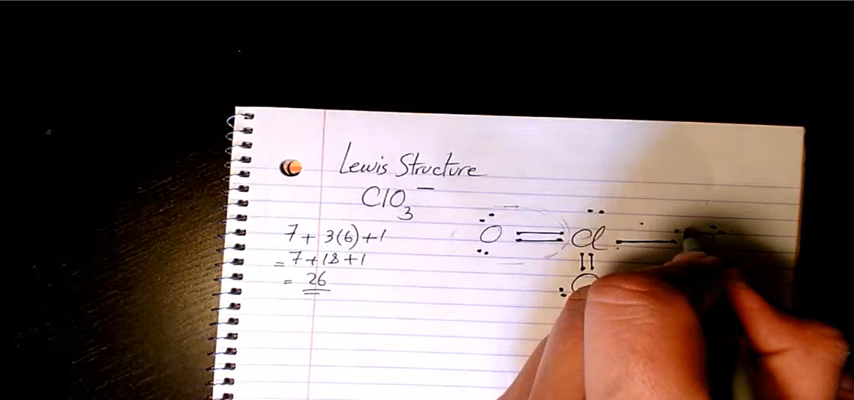 Lewis Structure
ClO₃⁻
7 + 3(6) + 1
= 7 + 18 + 1
= 26
O Cl